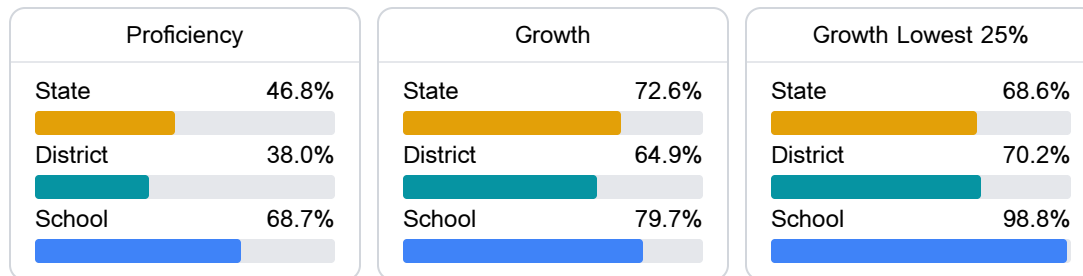 Proficiency
State 46.8%
District 38.0%
School 68.7%
Growth
State 72.6%
District 64.9%
School 79.7%
Growth Lowest 25%
State 68.6%
District 70.2%
School 98.8%